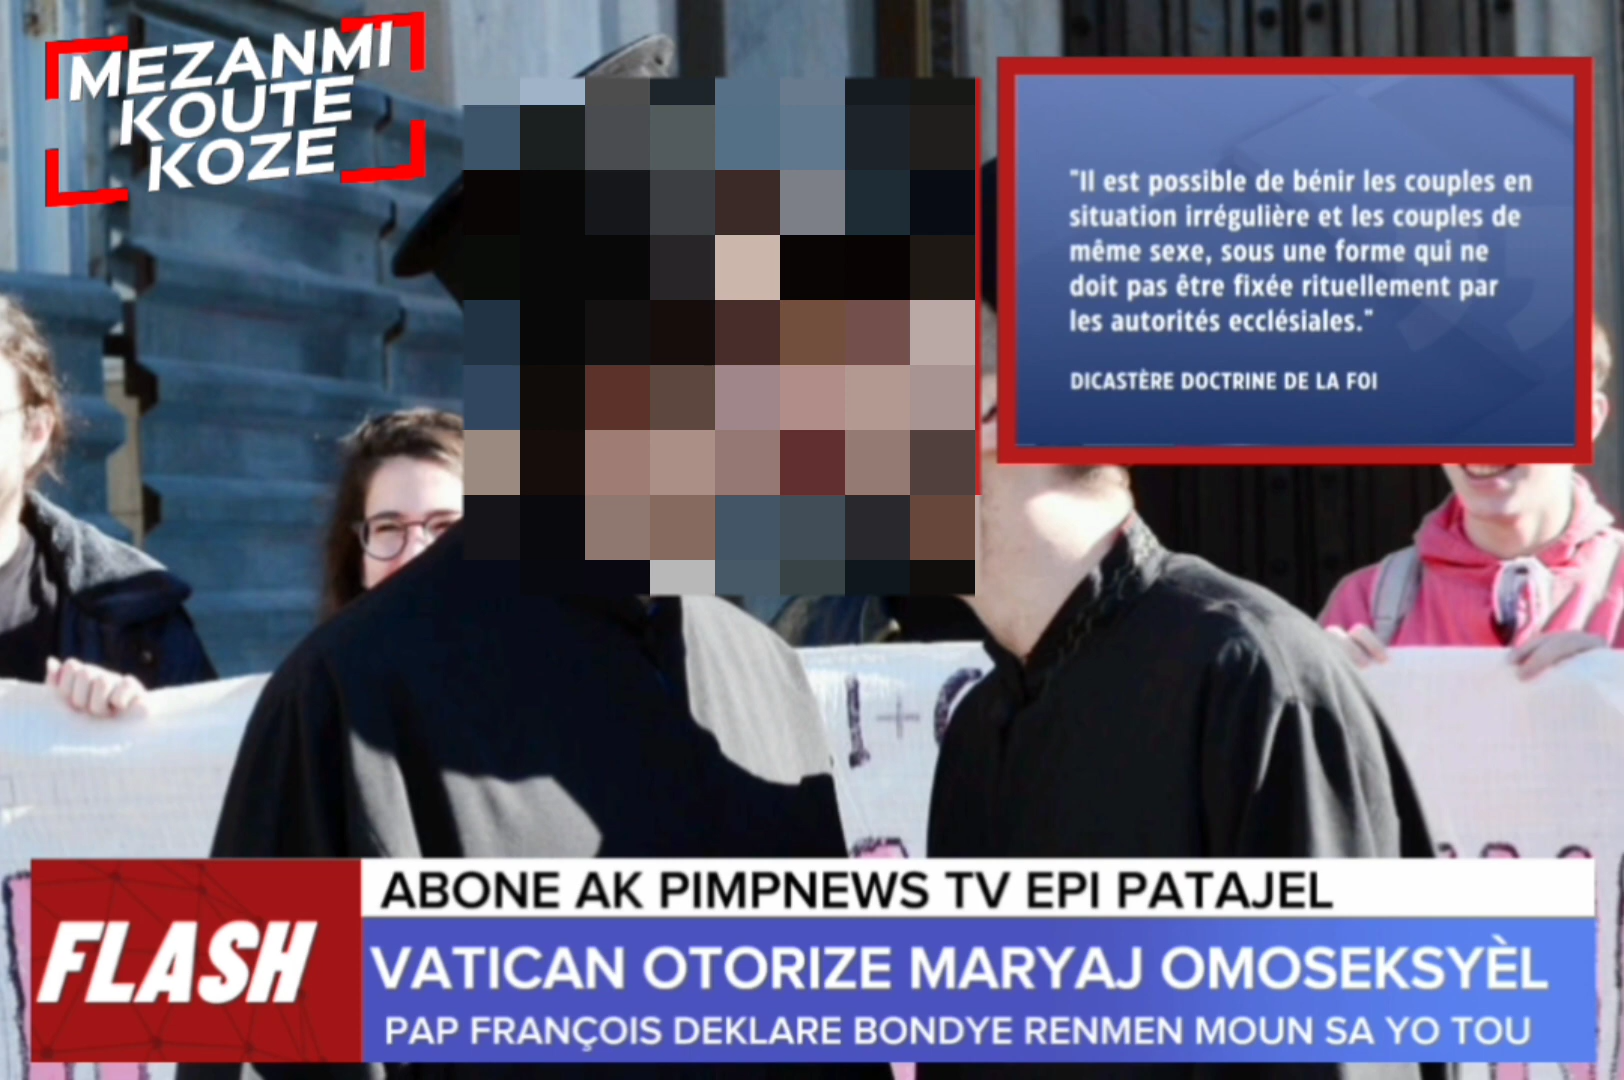 MEZANMI
KOUTE
KOZE
"Il est possible de bénir les couples en
situation irrégulière et les couples de
même sexe, sous une forme qui ne
doit pas être fixée rituellement par
les autorités ecclésiales."
DICASTÈRE DOCTRINE DE LA FOI
ABONE AK PIMPNEWS TV EPI PATAJEL
FLASH
VATICAN OTORIZE MARYAJ OMOSEKSYÈL
PAP FRANÇOIS DEKLARE BONDYE RENMEN MOUN SA YO TOU